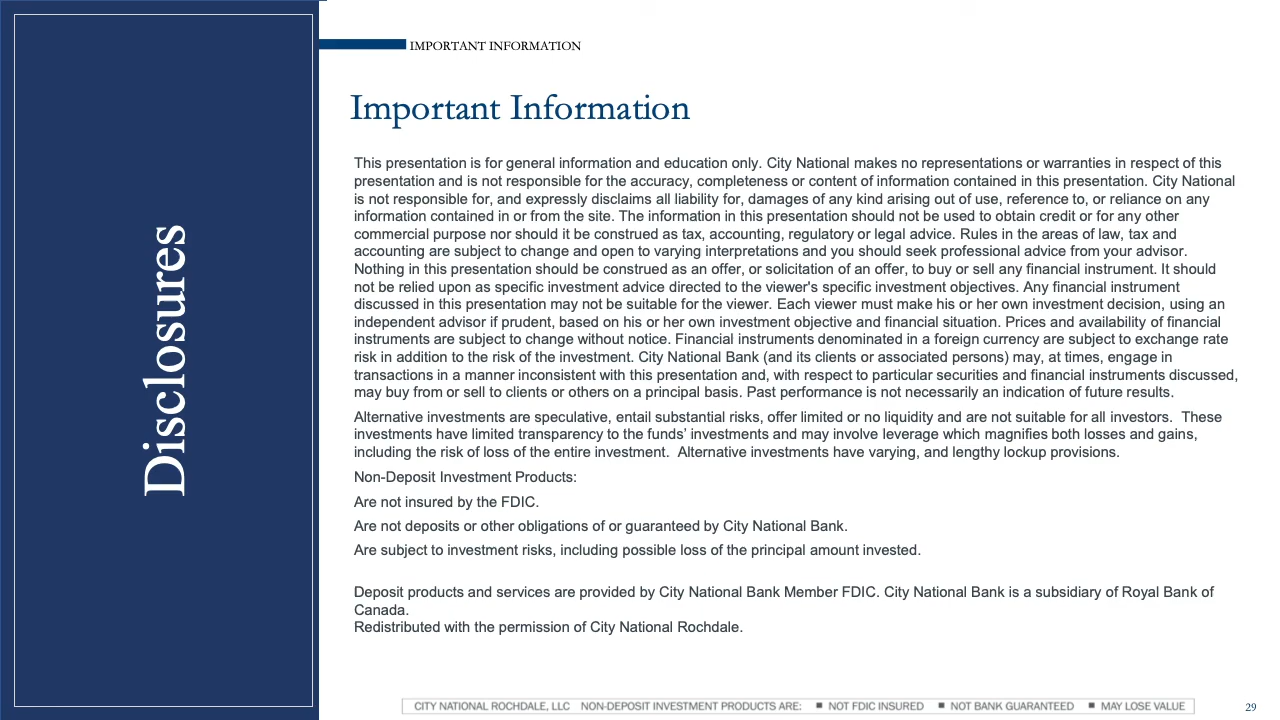 Disclosures
IMPORTANT INFORMATION
Important Information
This presentation is for general information and education only. City National makes no representations or warranties in respect of this
presentation and is not responsible for the accuracy, completeness or content of information contained in this presentation. City National
is not responsible for, and expressly disclaims all liability for, damages of any kind arising out of use, reference to, or reliance on any
information contained in or from the site. The information in this presentation should not be used to obtain credit or for any other
commercial purpose nor should it be construed as tax, accounting, regulatory or legal advice. Rules in the areas of law, tax and
accounting are subject to change and open to varying interpretations and you should seek professional advice from your advisor.
Nothing in this presentation should be construed as an offer, or solicitation of an offer, to buy or sell any financial instrument. It should
not be relied upon as specific investment advice directed to the viewer's specific investment objectives. Any financial instrument
discussed in this presentation may not be suitable for the viewer. Each viewer must make his or her own investment decision, using an
independent advisor if prudent, based on his or her own investment objective and financial situation. Prices and availability of financial
instruments are subject to change without notice. Financial instruments denominated in a foreign currency are subject to exchange rate
risk in addition to the risk of the investment. City National Bank (and its clients or associated persons) may, at times, engage in
transactions in a manner inconsistent with this presentation and, with respect to particular securities and financial instruments discussed,
may buy from or sell to clients or others on a principal basis. Past performance is not necessarily an indication of future results.
Alternative investments are speculative, entail substantial risks, offer limited or no liquidity and are not suitable for all investors.  These
investments have limited transparency to the funds’ investments and may involve leverage which magnifies both losses and gains,
including the risk of loss of the entire investment.  Alternative investments have varying, and lengthy lockup provisions.
Non-Deposit Investment Products:
Are not insured by the FDIC.
Are not deposits or other obligations of or guaranteed by City National Bank.
Are subject to investment risks, including possible loss of the principal amount invested.
Deposit products and services are provided by City National Bank Member FDIC. City National Bank is a subsidiary of Royal Bank of
Canada.
Redistributed with the permission of City National Rochdale.
CITY NATIONAL ROCHDALE, LLC   NON-DEPOSIT INVESTMENT PRODUCTS ARE:   ■ NOT FDIC INSURED   ■ NOT BANK GUARANTEED   ■ MAY LOSE VALUE
29